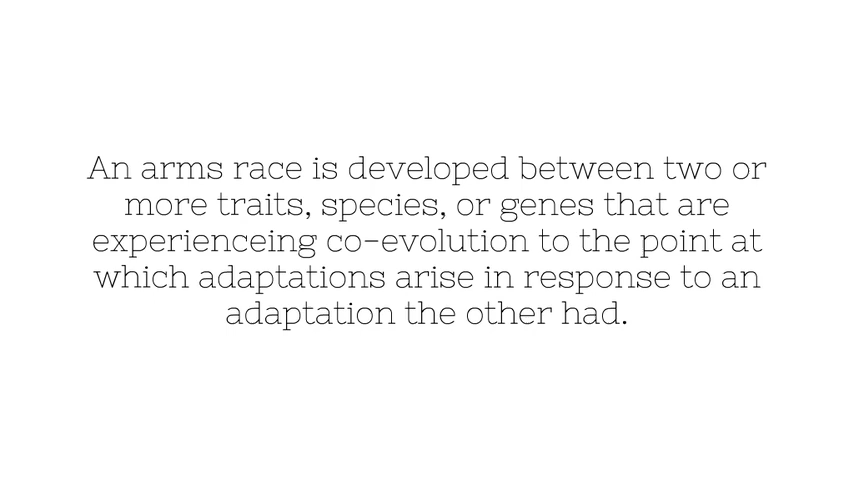 An arms race is developed between two or
more traits, species, or genes that are
experienceing co-evolution to the point at
which adaptations arise in response to an
adaptation the other had.